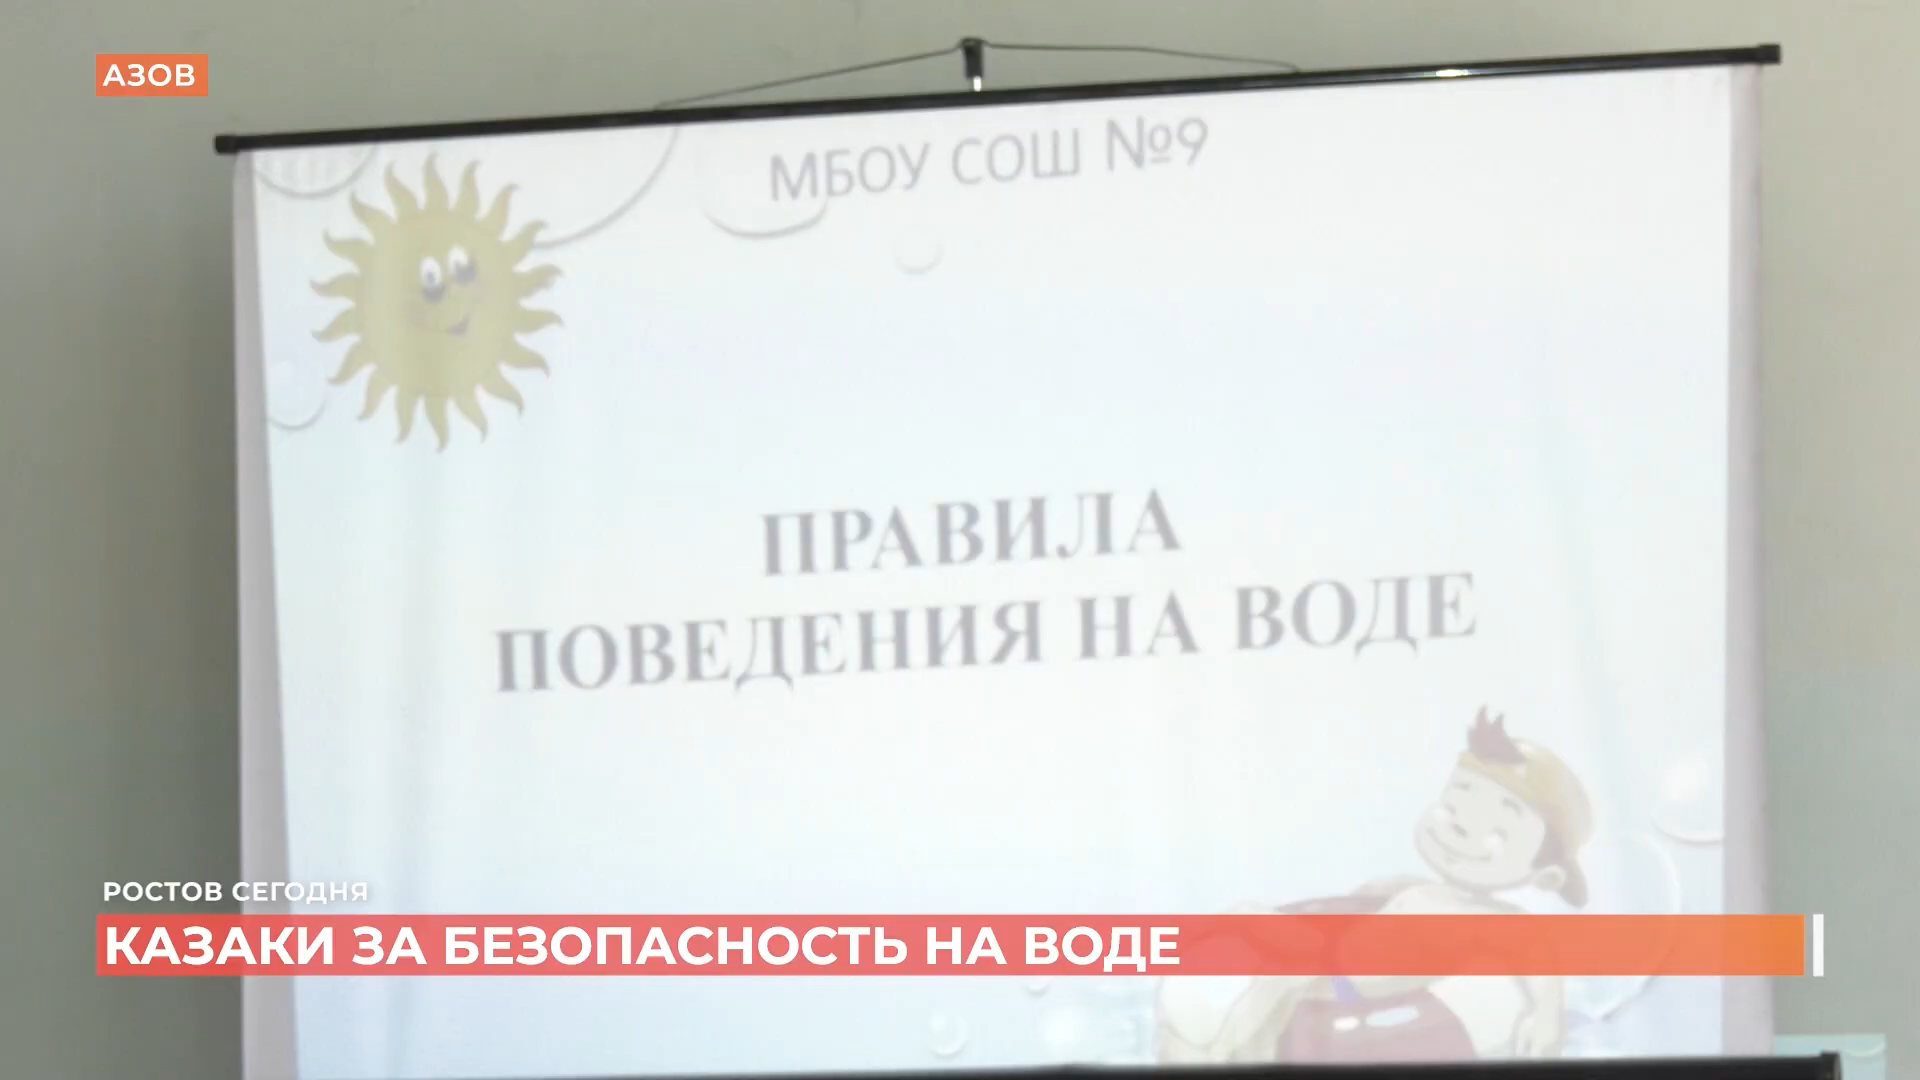 АЗОВ
МБОУ СОШ №9
ПРАВИЛА
ПОВЕДЕНИЯ НА ВОДЕ
РОСТОВ СЕГОДНЯ
КАЗАКИ ЗА БЕЗОПАСНОСТЬ НА ВОДЕ